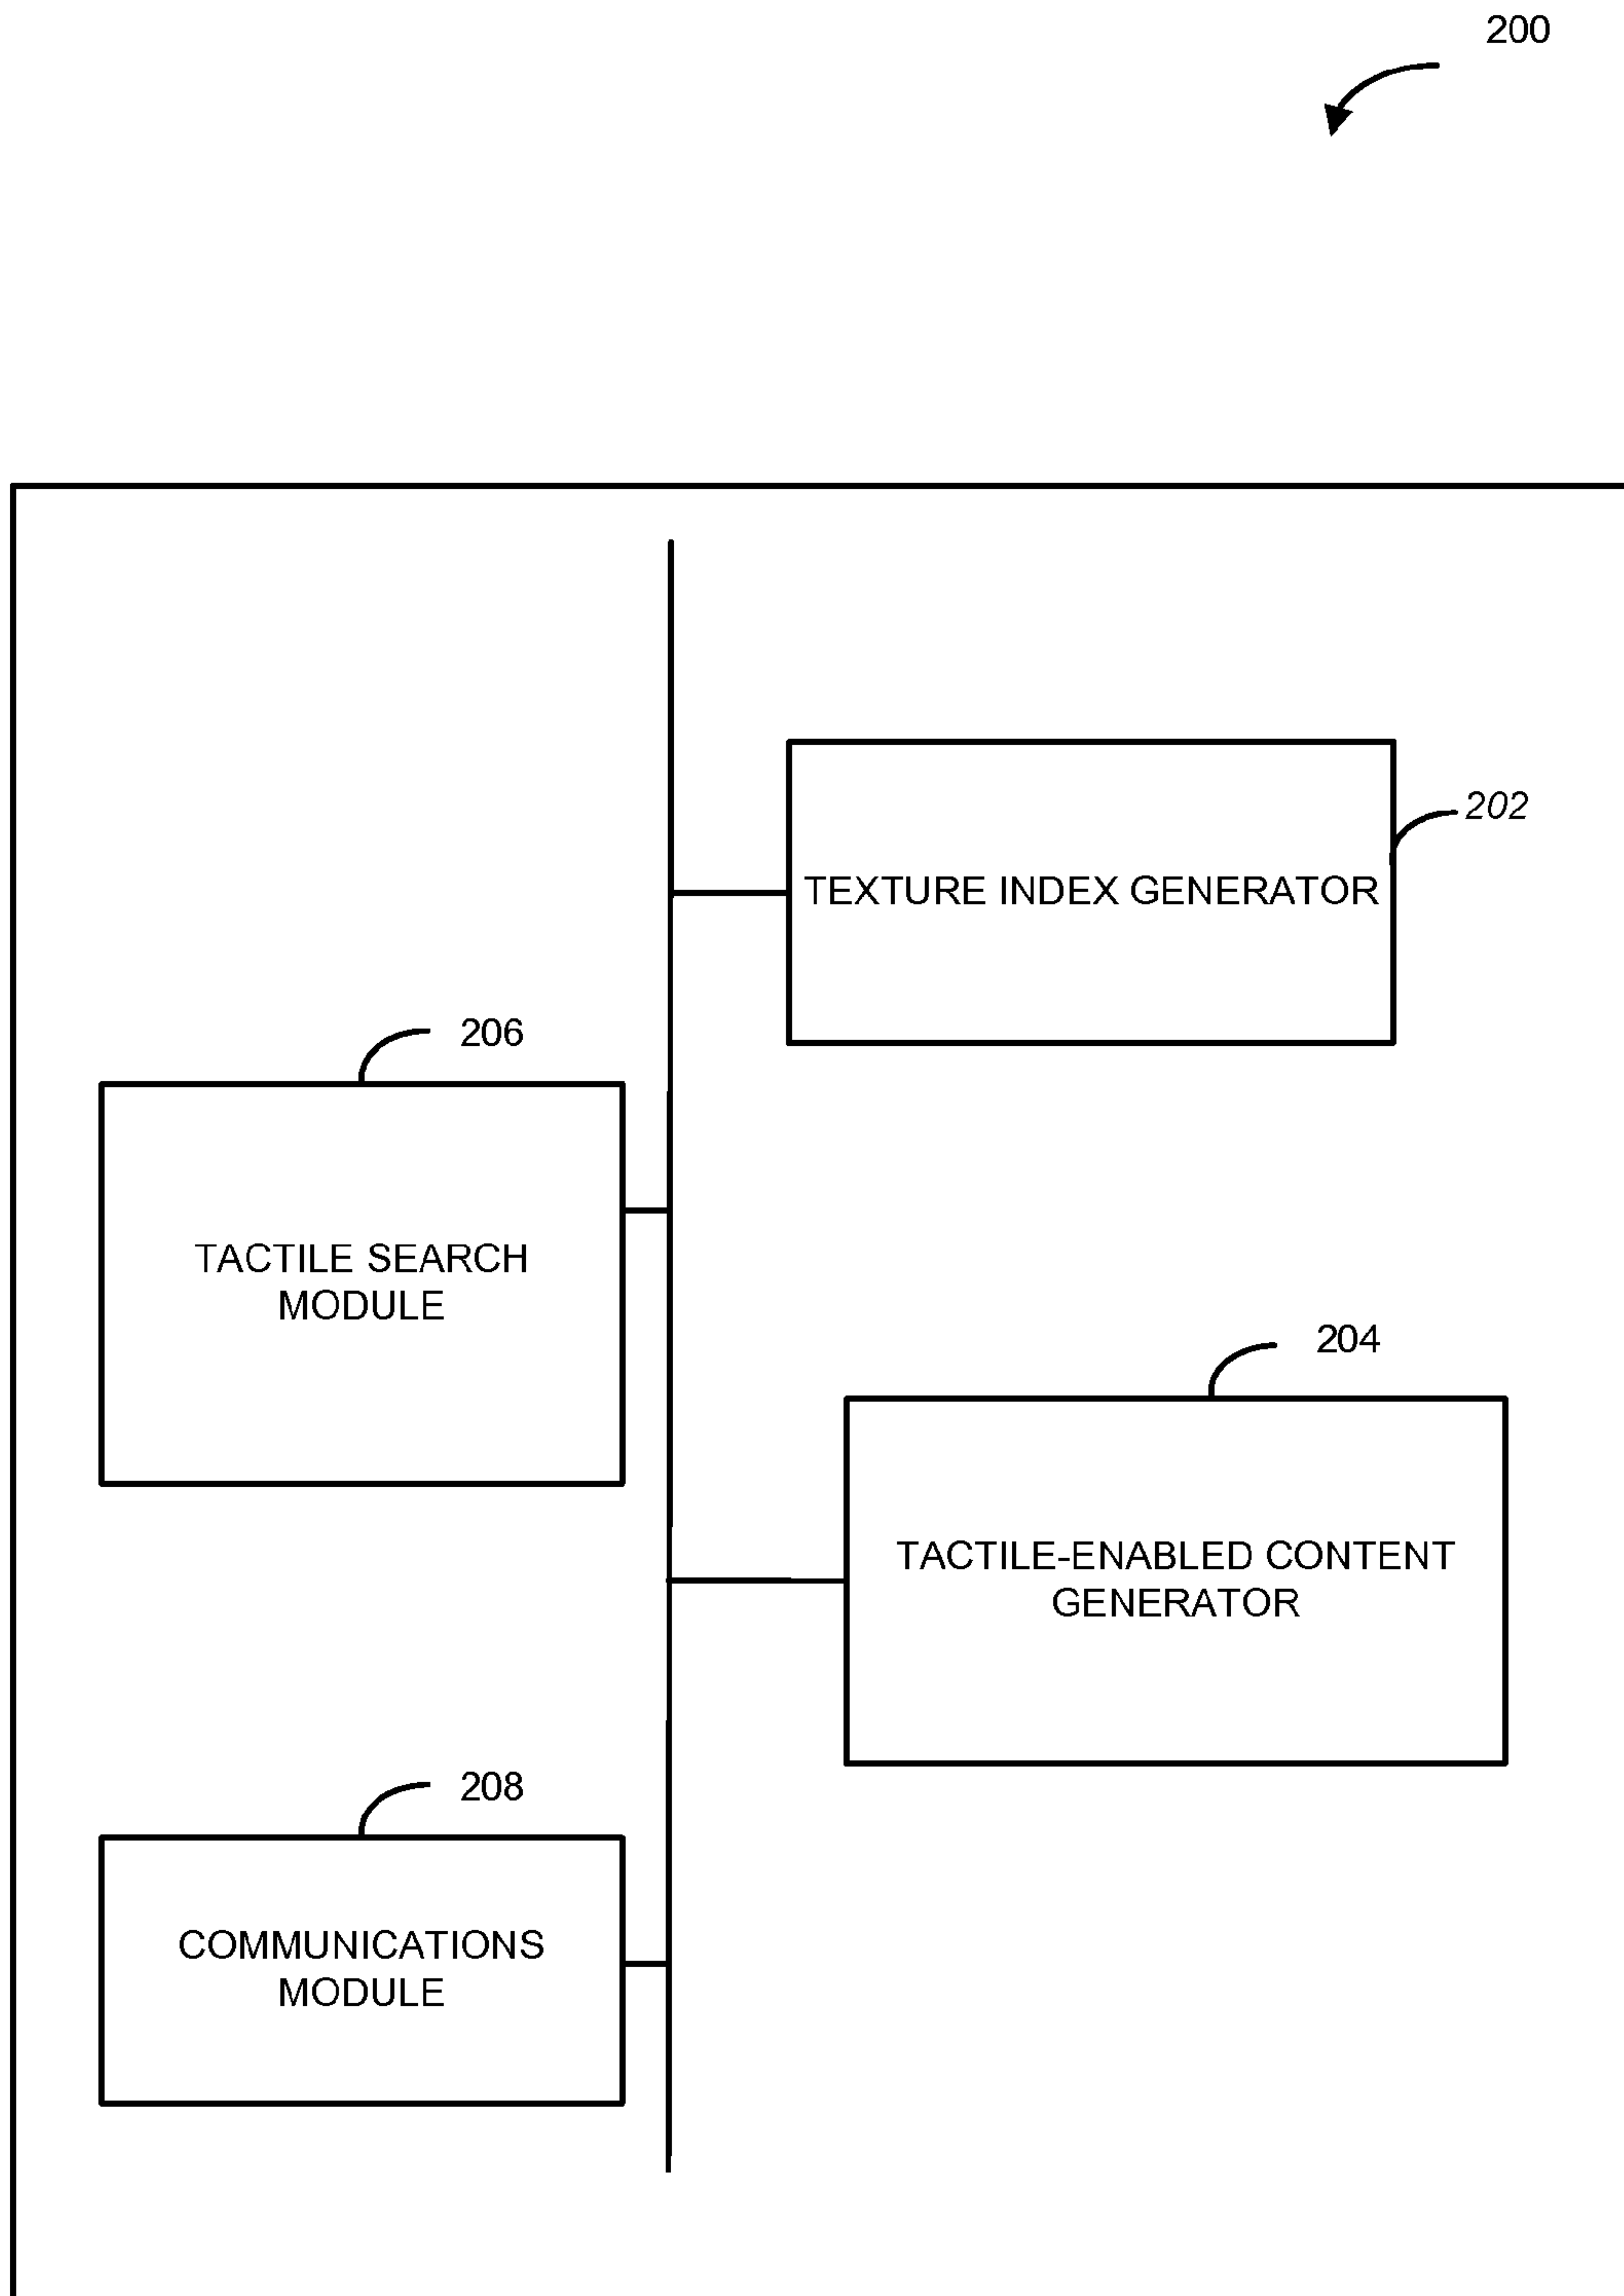 200
202
TEXTURE INDEX GENERATOR
206
TACTILE SEARCH
MODULE
204
TACTILE-ENABLED CONTENT
GENERATOR
208
COMMUNICATIONS
MODULE